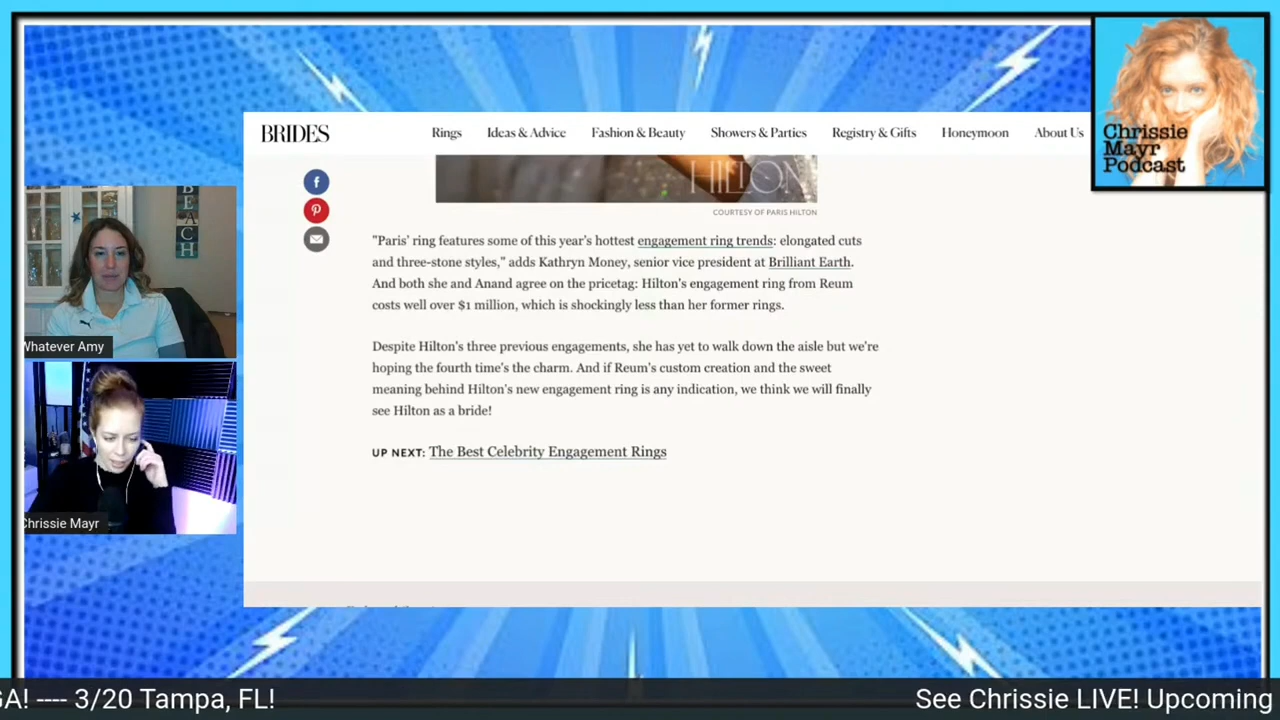 BRIDES
Rings
Ideas & Advice
Fashion & Beauty
Showers & Parties
Registry & Gifts
Honeymoon
About Us
Chrissie
Mayr
Podcast
HILTON
COURTESY OF PARIS HILTON
"Paris' ring features some of this year's hottest engagement ring trends: elongated cuts
and three-stone styles," adds Kathryn Money, senior vice president at Brilliant Earth.
And both she and Anand agree on the pricetag: Hilton's engagement ring from Reum
costs well over $1 million, which is shockingly less than her former rings.
Despite Hilton's three previous engagements, she has yet to walk down the aisle but we're
hoping the fourth time's the charm. And if Reum's custom creation and the sweet
meaning behind Hilton's new engagement ring is any indication, we think we will finally
see Hilton as a bride!
UP NEXT: The Best Celebrity Engagement Rings
BEACH
Whatever Amy
Chrissie Mayr
GA! ---- 3/20 Tampa, FL!
See Chrissie LIVE! Upcoming